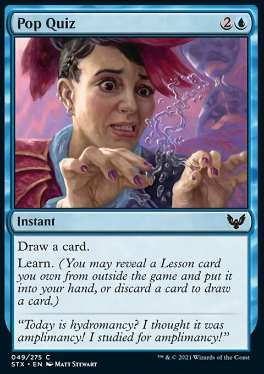 Pop Quiz 2
Instant
Draw a card.
Learn. (You may reveal a Lesson card
you own from outside the game and put it
into your hand, or discard a card to draw
a card.)
“Today is hydromancy? I thought it was
amplimancy! I studied for amplimancy!”
049/275 C
STX • EN Matt Stewart
™ & © 2021 Wizards of the Coast